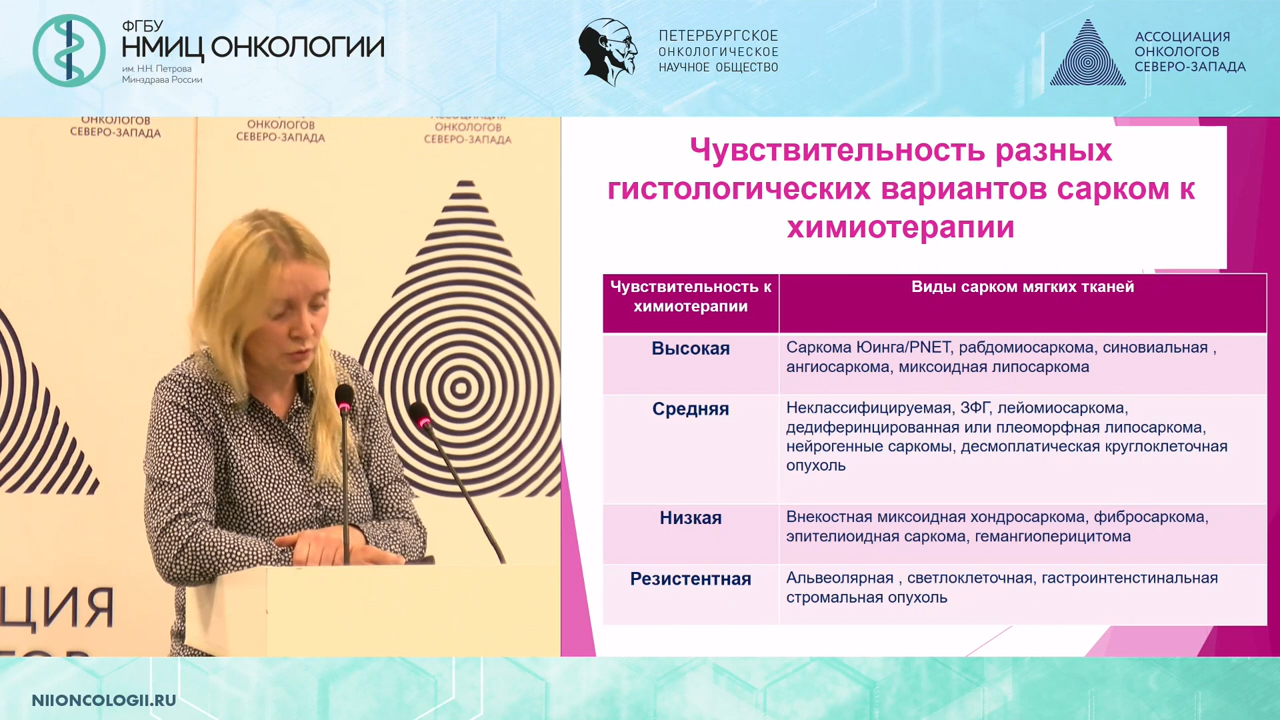 ФГБУ
НМИЦ ОНКОЛОГИИ
им. Н.Н. Петрова
Минздрава России
ПЕТЕРБУРГСКОЕ
ОНКОЛОГИЧЕСКОЕ
НАУЧНОЕ ОБЩЕСТВО
АССОЦИАЦИЯ
ОНКОЛОГОВ
СЕВЕРО-ЗАПАДА
ОНКОЛОГОВ
СЕВЕРО-ЗАПАДА
ОНКОЛОГОВ
СЕВЕРО-ЗАПАДА
АССОЦИАЦИЯ
ОНКОЛОГОВ
СЕВЕРО-ЗАПАДА
ЦИЯ
Чувствительность разных
гистологических вариантов сарком к
химиотерапии
Чувствительность к
химиотерапии
Виды сарком мягких тканей
Высокая
Саркома Юинга/PNET, рабдомиосаркома, синовиальная ,
ангиосаркома, миксоидная липосаркома
Средняя
Неклассифицируемая, ЗФГ, лейомиосаркома,
дедиферинцированная или плеоморфная липосаркома,
нейрогенные саркомы, десмоплатическая круглоклеточная
опухоль
Низкая
Внекостная миксоидная хондросаркома, фибросаркома,
эпителиоидная саркома, гемангиоперицитома
Резистентная
Альвеолярная , светлоклеточная, гастроинтенстинальная
стромальная опухоль
NIIONCOLOGII.RU